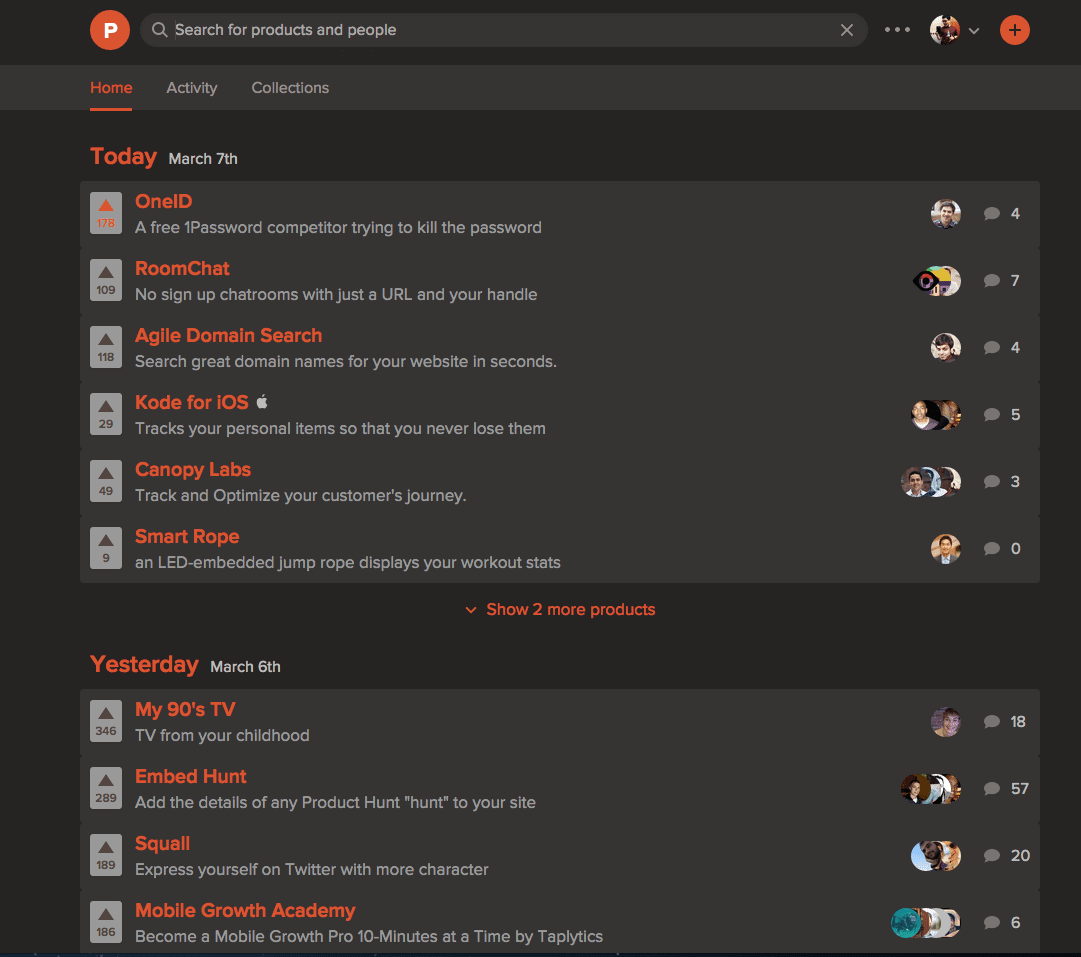 P
Search for products and people
Home Activity Collections
Today March 7th
178
OneID
A free 1Password competitor trying to kill the password
4
109
RoomChat
No sign up chatrooms with just a URL and your handle
7
118
Agile Domain Search
Search great domain names for your website in seconds.
4
29
Kode for iOS
Tracks your personal items so that you never lose them
5
49
Canopy Labs
Track and Optimize your customer's journey.
3
9
Smart Rope
an LED-embedded jump rope displays your workout stats
0
Show 2 more products
Yesterday March 6th
346
My 90's TV
TV from your childhood
18
289
Embed Hunt
Add the details of any Product Hunt "hunt" to your site
57
189
Squall
Express yourself on Twitter with more character
20
186
Mobile Growth Academy
Become a Mobile Growth Pro 10-Minutes at a Time by Taplytics
6